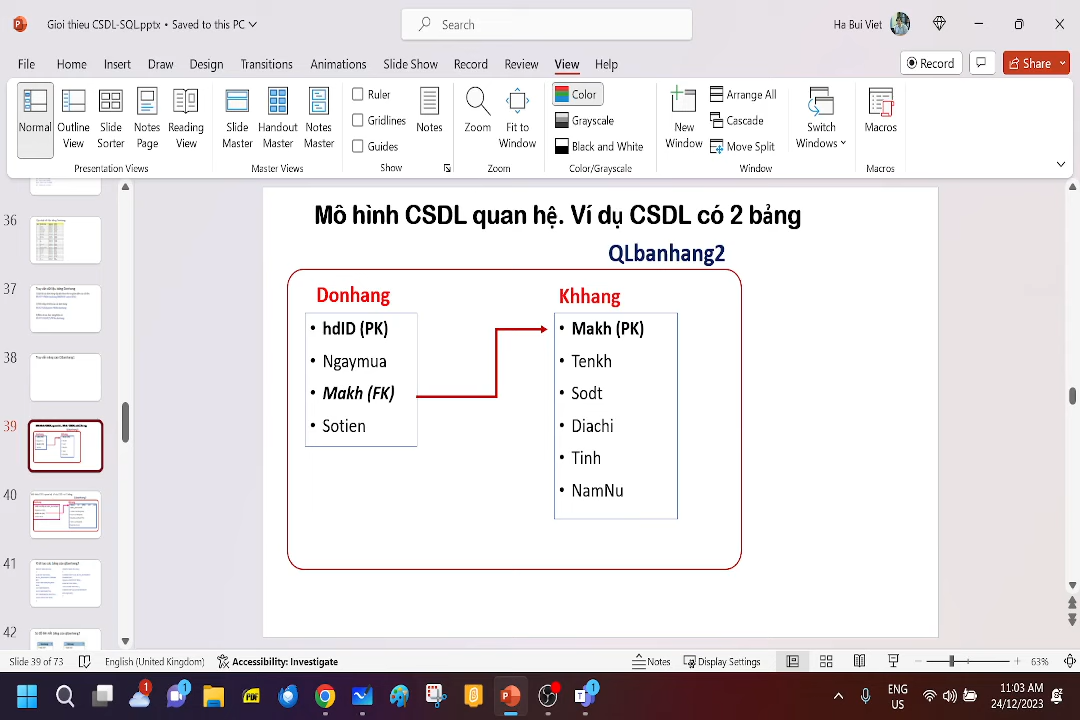 Gioi thieu CSDL-SQL.pptx • Saved to this PC
Search
Ha Bui Viet
File Home Insert Draw Design Transitions Animations Slide Show Record Review View Help
Record
Share
Normal
Outline View
Slide Sorter
Notes Page
Reading View
Presentation Views
Slide Master
Handout Master
Notes Master
Master Views
Ruler
Gridlines
Guides
Notes
Show
Zoom
Fit to Window
Zoom
Color
Grayscale
Black and White
Color/Grayscale
New Window
Arrange All
Cascade
Move Split
Switch Windows
Window
Macros
Macros
36
37
38
39
40
41
42
Mô hình CSDL quan hệ. Ví dụ CSDL có 2 bảng
QLbanhang2
Donhang
• hdID (PK)
• Ngaymua
• Makh (FK)
• Sotien
Khhang
• Makh (PK)
• Tenkh
• Sodt
• Diachi
• Tinh
• NamNu
Slide 39 of 73
English (United Kingdom)
Accessibility: Investigate
Notes
Display Settings
63%
1
1
PDF
1
ENG
US
11:03 AM
24/12/2023